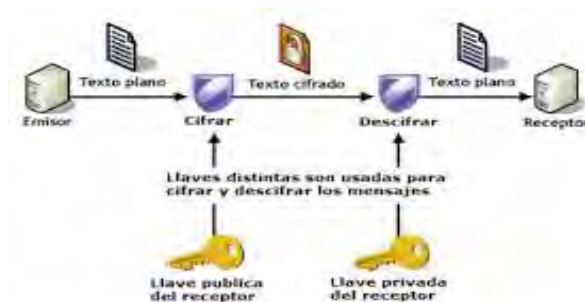 Texto plano
Texto cifrado
Texto plano
Emisor
Cifrar
Descifrar
Receptor
Llaves distintas son usadas para
cifrar y descifrar los mensajes
Llave publica
del receptor
Llave privada
del receptor